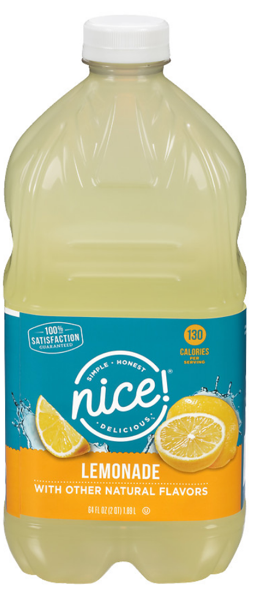 100%
SATISFACTION
GUARANTEED
130
CALORIES
PER
SERVING
SIMPLE • HONEST
nice!
• DELICIOUS •
LEMONADE
WITH OTHER NATURAL FLAVORS
64 FL OZ (2 QT) 1.89 L